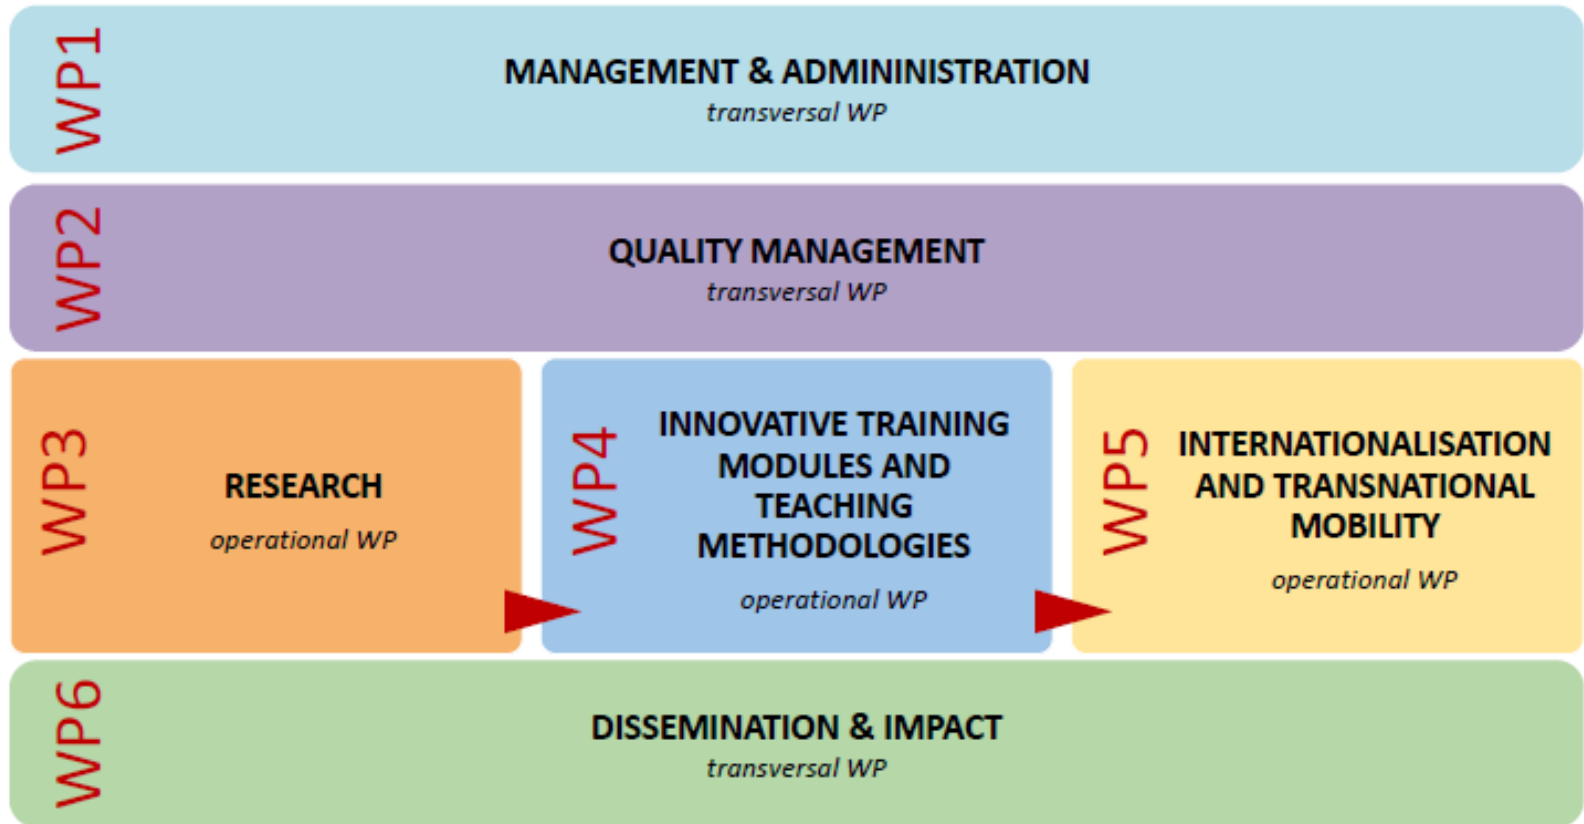 WP1
MANAGEMENT & ADMININISTRATION
transversal WP
WP2
QUALITY MANAGEMENT
transversal WP
WP3
RESEARCH
operational WP
WP4
INNOVATIVE TRAINING
MODULES AND
TEACHING
METHODOLOGIES
operational WP
WP5
INTERNATIONALISATION
AND TRANSNATIONAL
MOBILITY
operational WP
WP6
DISSEMINATION & IMPACT
transversal WP